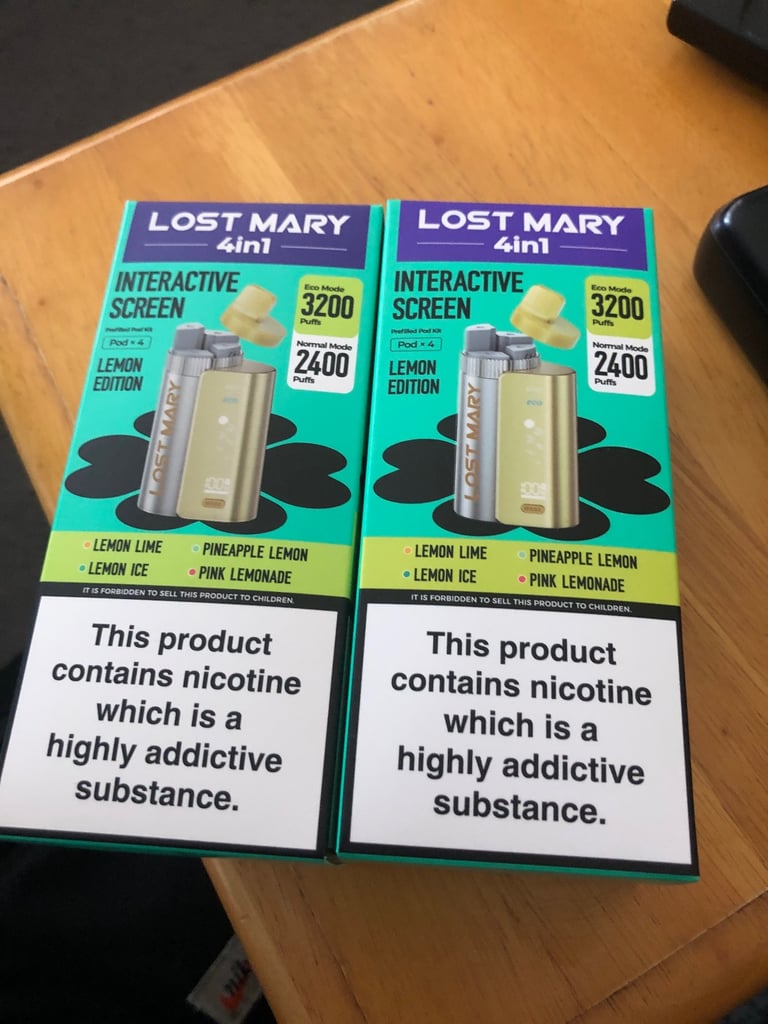 LOST MARY
4in1
INTERACTIVE
SCREEN
Prefilled Pod Kit
Pod × 4
LEMON
EDITION
Eco Mode
3200
Puffs
Normal Mode
2400
Puffs
LOST MARY
eco
LEMON LIME
PINEAPPLE LEMON
LEMON ICE
PINK LEMONADE
IT IS FORBIDDEN TO SELL THIS PRODUCT TO CHILDREN.
This product
contains nicotine
which is a
highly addictive
substance.
LOST MARY
4in1
INTERACTIVE
SCREEN
Prefilled Pod Kit
Pod × 4
LEMON
EDITION
Eco Mode
3200
Puffs
Normal Mode
2400
Puffs
LOST MARY
eco
LEMON LIME
PINEAPPLE LEMON
LEMON ICE
PINK LEMONADE
IT IS FORBIDDEN TO SELL THIS PRODUCT TO CHILDREN.
This product
contains nicotine
which is a
highly addictive
substance.